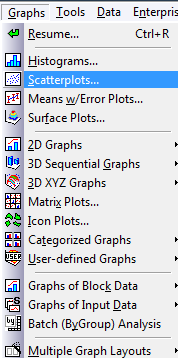 Graphs Tools Data Enterpris
Resume... Ctrl+R
Histograms...
Scatterplots...
Means w/Error Plots...
Surface Plots...
2D Graphs
3D Sequential Graphs
3D XYZ Graphs
Matrix Plots...
Icon Plots...
Categorized Graphs
USER User-defined Graphs
Graphs of Block Data
Graphs of Input Data
by Batch (ByGroup) Analysis
Multiple Graph Layouts